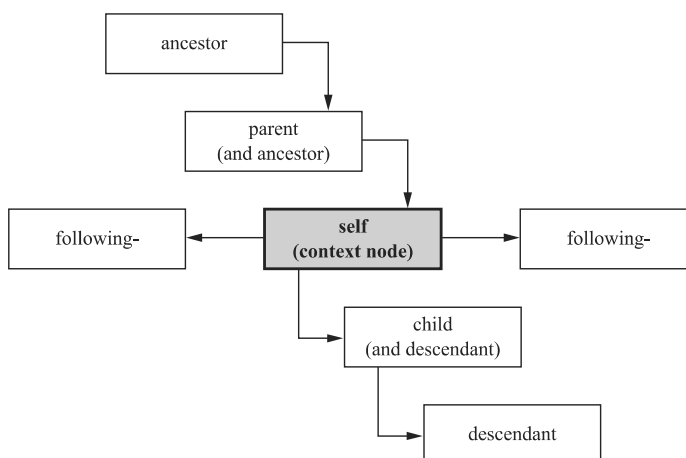 ancestor
parent
(and ancestor)
following-
self
(context node)
following-
child
(and descendant)
descendant